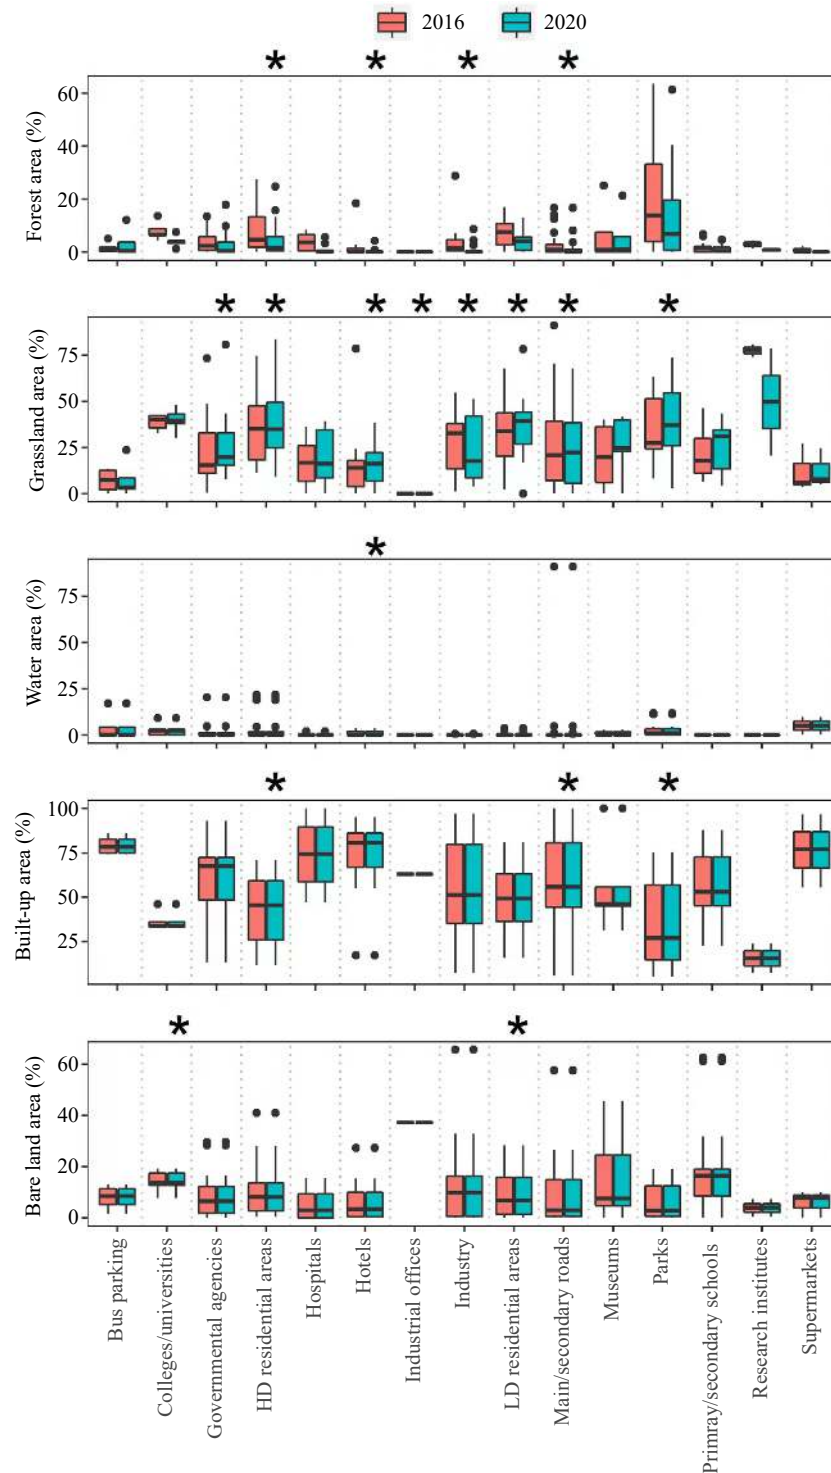 2016 2020
* * * *
Forest area (%)
60
40
20
0
* * * * * * * *
Grassland area (%)
75
50
25
0
*
Water area (%)
75
50
25
0
* * *
Built-up area (%)
100
75
50
25
* *
Bare land area (%)
60
40
20
0
Bus parking
Colleges/universities
Governmental agencies
HD residential areas
Hospitals
Hotels
Industrial offices
Industry
LD residential areas
Main/secondary roads
Museums
Parks
Primray/secondary schools
Research institutes
Supermarkets